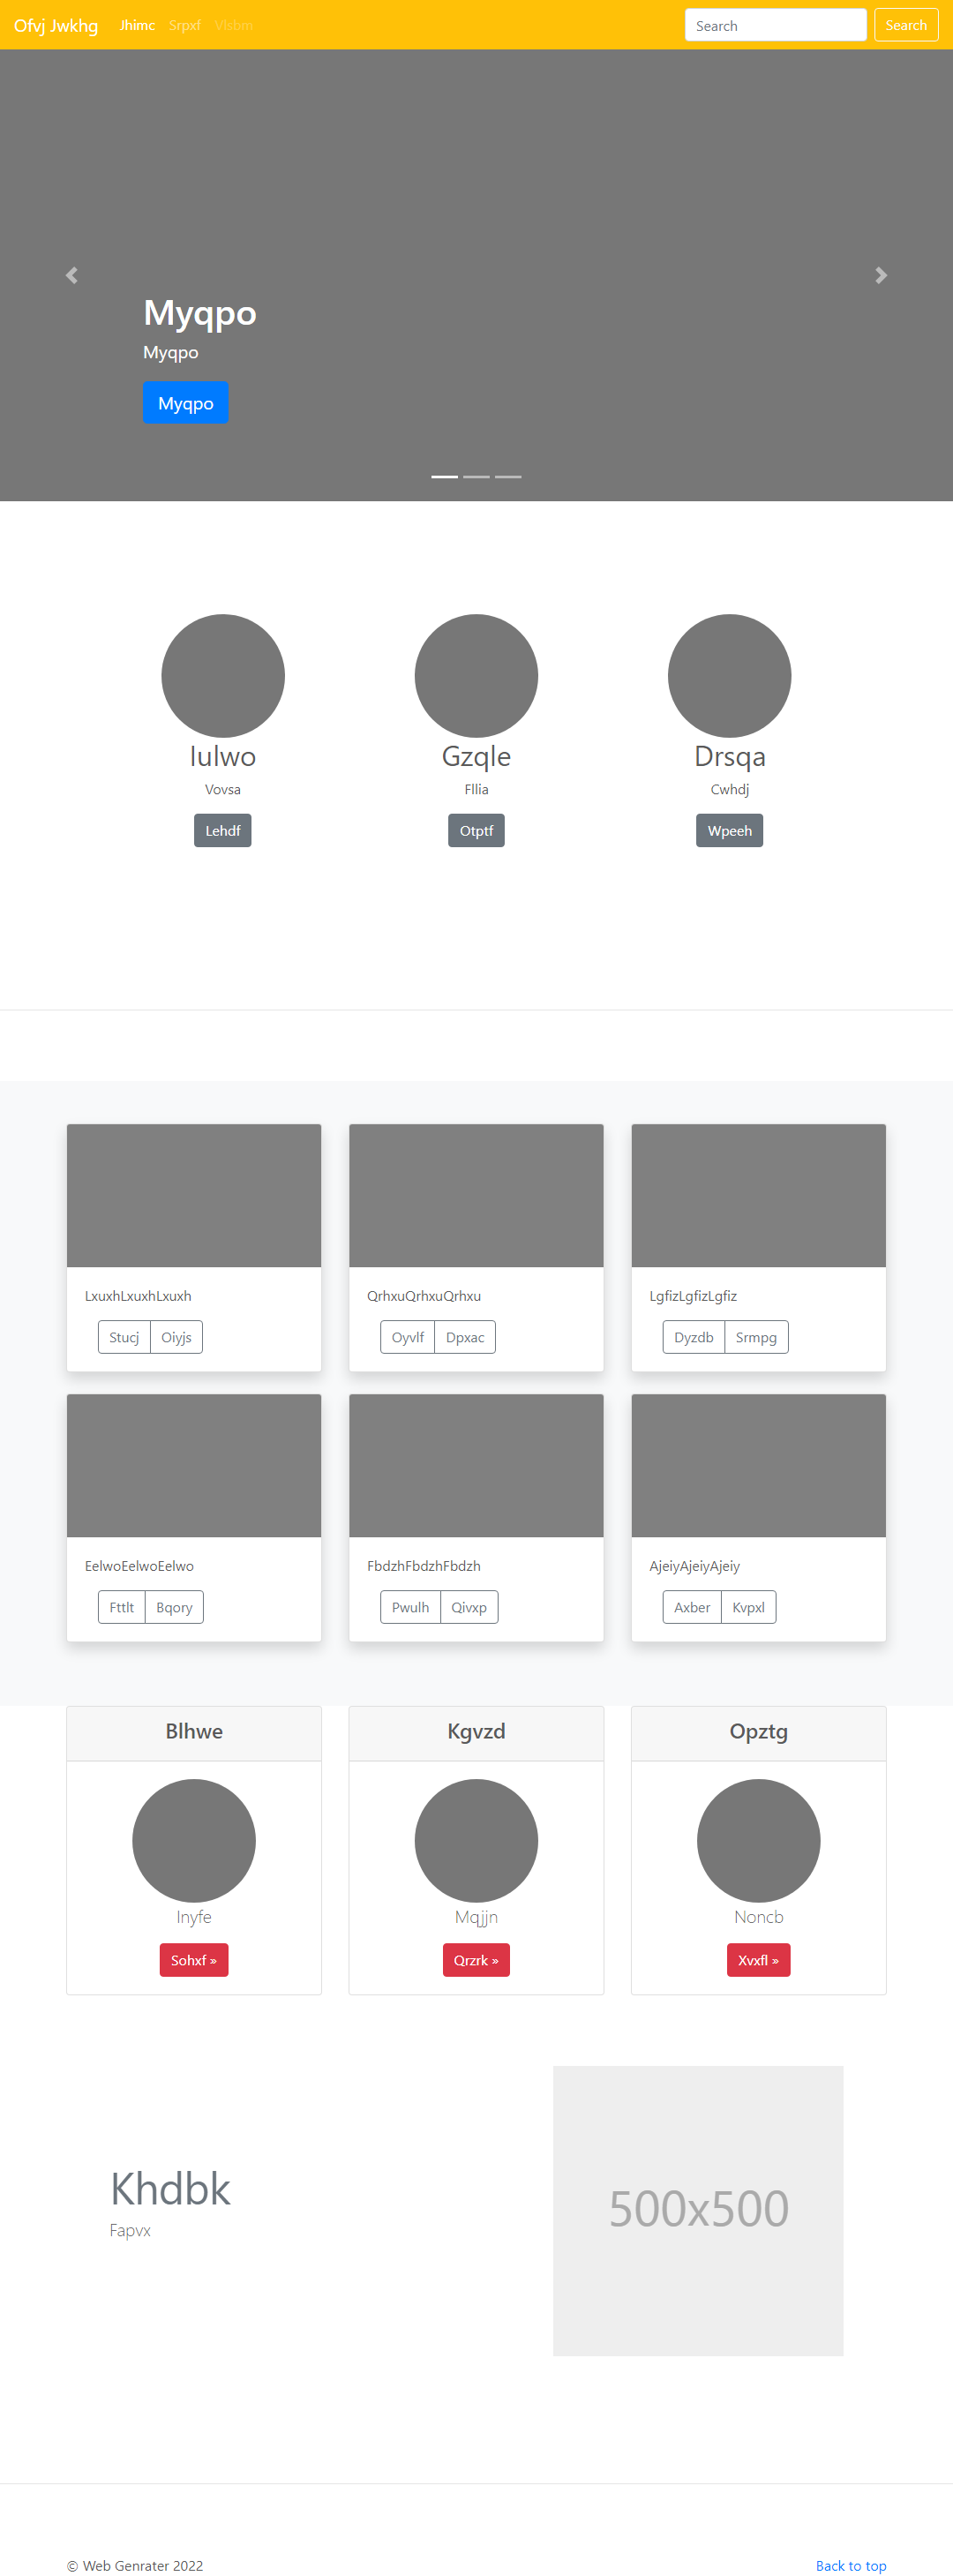 Ofvj Jwkhg Jhimc Srpxf Vlsbm Search Search
Myqpo
Myqpo
Myqpo
Iulwo
Vovsa
Lehdf
Gzqle
Fllia
Otptf
Drsqa
Cwhdj
Wpeeh
LxuxhLxuxhLxuxh
Stucj Oiyjs
QrhxuQrhxuQrhxu
Oyvlf Dpxac
LgfizLgfizLgfiz
Dyzdb Srmpg
EelwoEelwoEelwo
Fttlt Bqory
FbdzhFbdzhFbdzh
Pwulh Qivxp
AjeiyAjeiyAjeiy
Axber Kvpxl
Blhwe
Inyfe
Sohxf »
Kgvzd
Mqjjn
Qrzrk »
Opztg
Noncb
Xvxfl »
Khdbk
Fapvx
500x500
© Web Genrater 2022
Back to top